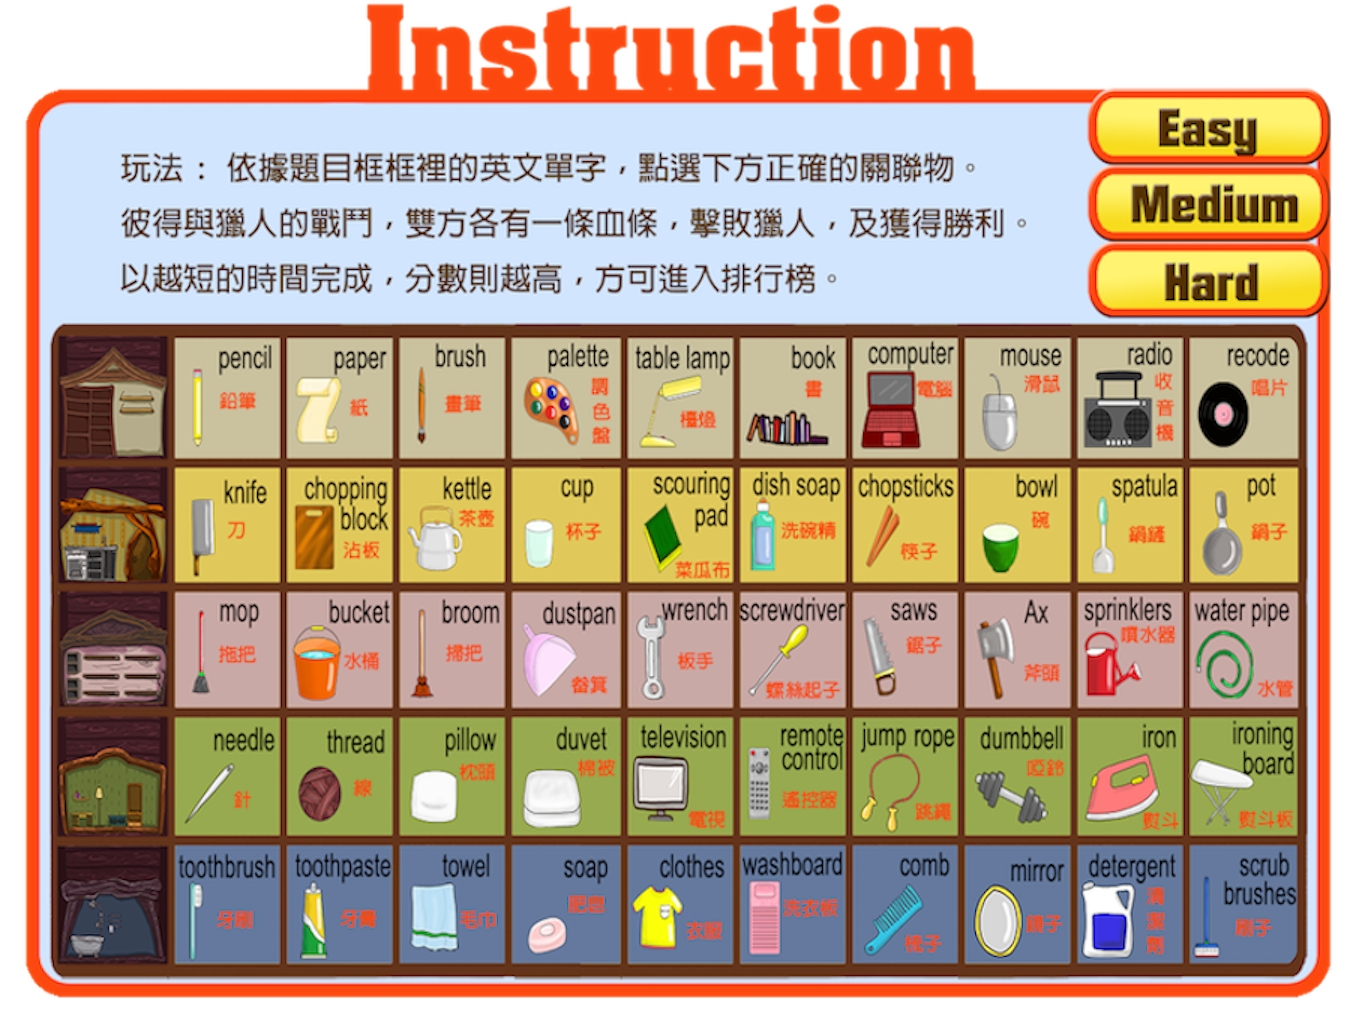 Instruction
Easy
Medium
Hard
玩法： 依據題目框框裡的英文單字，點選下方正確的關聯物。
彼得與獵人的戰鬥，雙方各有一條血條，擊敗獵人，及獲得勝利。
以越短的時間完成，分數則越高，方可進入排行榜。
pencil
鉛筆
paper
紙
brush
畫筆
palette
調
色
盤
table lamp
檯燈
book
書
computer
電腦
mouse
滑鼠
radio
收
音
機
recode
唱片
knife
刀
chopping
block
沾板
kettle
茶壺
cup
杯子
scouring
pad
菜瓜布
dish soap
洗碗精
chopsticks
筷子
bowl
碗
spatula
鍋鏟
pot
鍋子
mop
拖把
bucket
水桶
broom
掃把
dustpan
畚箕
wrench
板手
screwdriver
螺絲起子
saws
鋸子
Ax
斧頭
sprinklers
噴水器
water pipe
水管
needle
針
thread
線
pillow
枕頭
duvet
棉被
television
電視
remote
control
遙控器
jump rope
跳繩
dumbbell
啞鈴
iron
熨斗
ironing
board
熨斗板
toothbrush
牙刷
toothpaste
牙膏
towel
毛巾
soap
肥皂
clothes
衣服
washboard
洗衣板
comb
梳子
mirror
鏡子
detergent
清
潔
劑
scrub
brushes
刷子